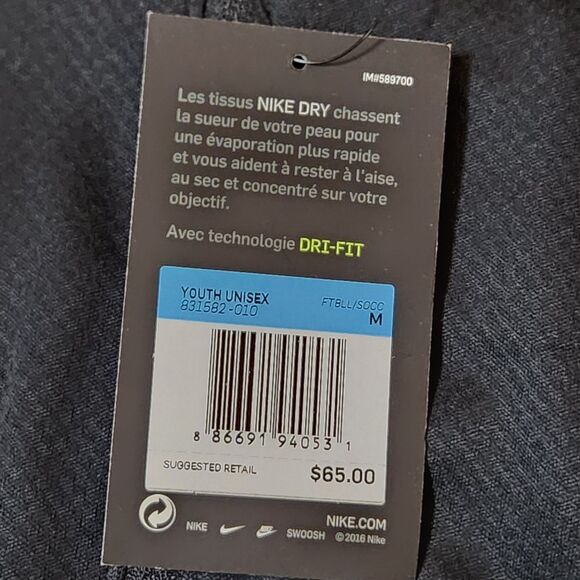 IM#589700
Les tissus NIKE DRY chassent
la sueur de votre peau pour
une évaporation plus rapide
et vous aident à rester à l'aise,
au sec et concentré sur votre
objectif.
Avec technologie DRI-FIT
YOUTH UNISEX
831582-010
FTBLL/SOCC
M
8 86691 94053 1
SUGGESTED RETAIL $65.00
NIKE SWOOSH
NIKE.COM
©2016 Nike